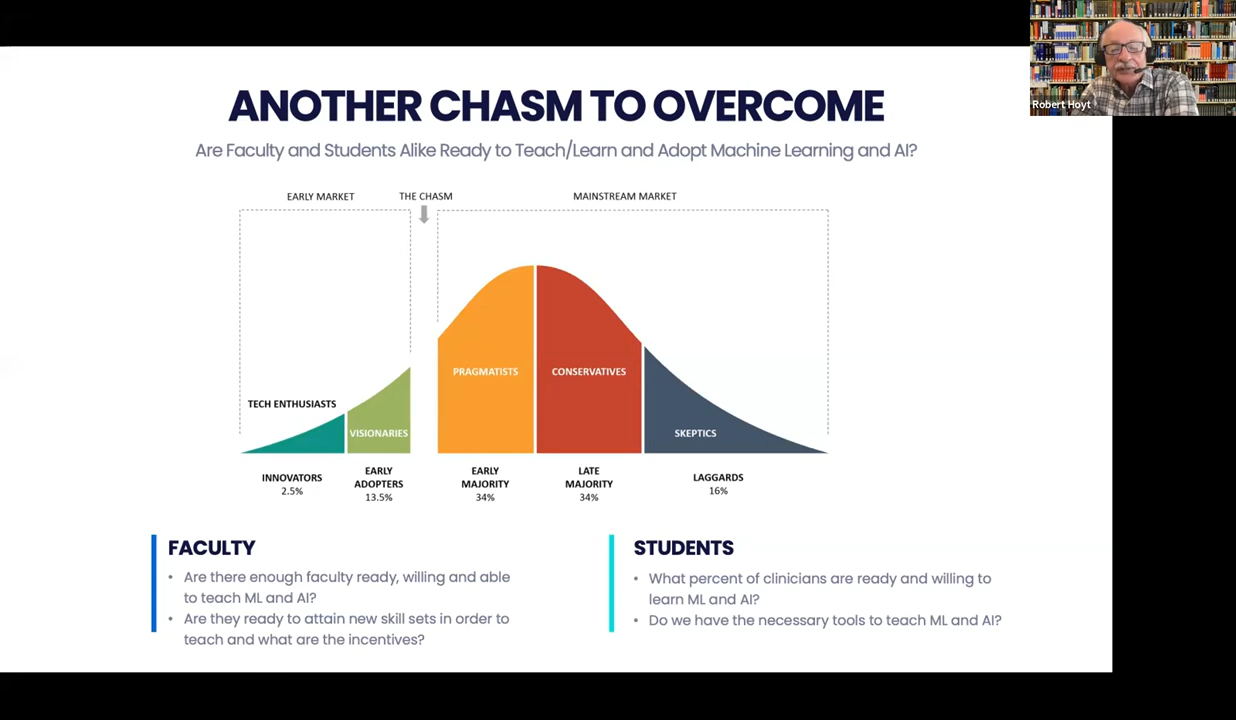 ANOTHER CHASM TO OVERCOME
Robert Hoyt
Are Faculty and Students Alike Ready to Teach/Learn and Adopt Machine Learning and AI?
EARLY MARKET
THE CHASM
MAINSTREAM MARKET
PRAGMATISTS
CONSERVATIVES
TECH ENTHUSIASTS
VISIONARIES
SKEPTICS
INNOVATORS
2.5%
EARLY
ADOPTERS
13.5%
EARLY
MAJORITY
34%
LATE
MAJORITY
34%
LAGGARDS
16%
FACULTY
• Are there enough faculty ready, willing and able
to teach ML and AI?
• Are they ready to attain new skill sets in order to
teach and what are the incentives?
STUDENTS
• What percent of clinicians are ready and willing to
learn ML and AI?
• Do we have the necessary tools to teach ML and AI?